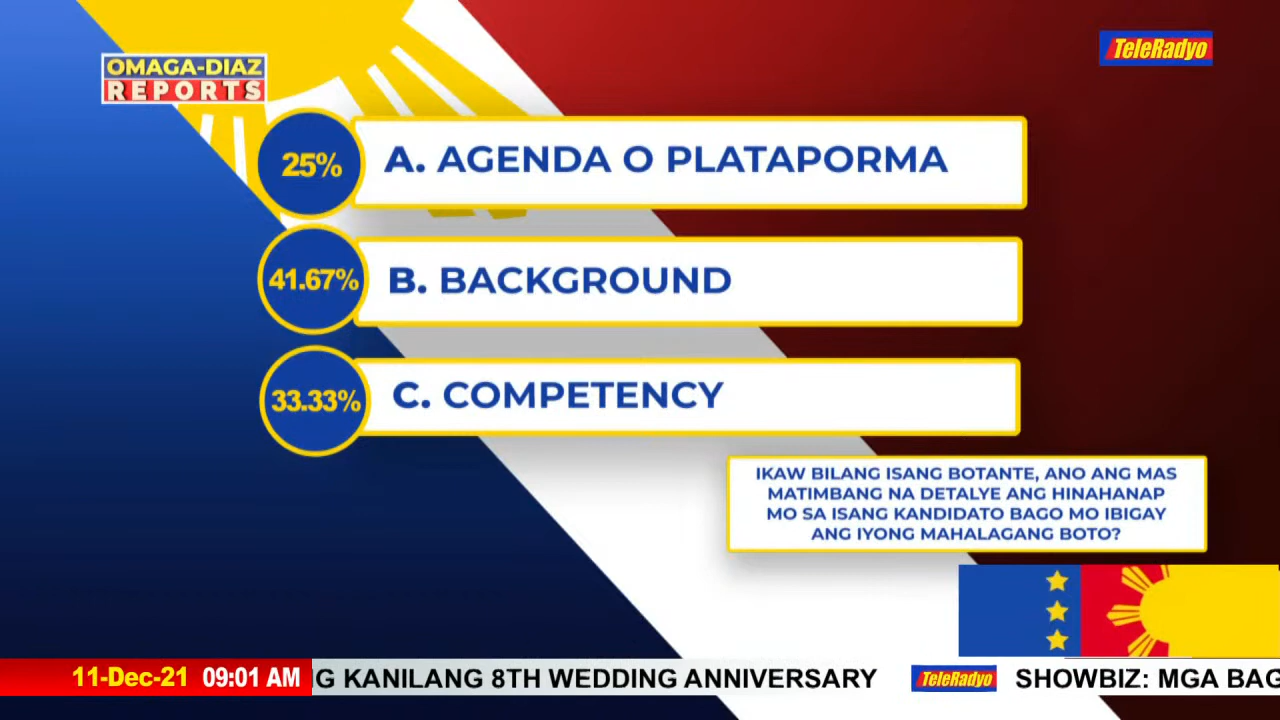 OMAGA-DIAZ
REPORTS
TeleRadyo
25% A. AGENDA O PLATAPORMA
41.67% B. BACKGROUND
33.33% C. COMPETENCY
IKAW BILANG ISANG BOTANTE, ANO ANG MAS
MATIMBANG NA DETALYE ANG HINAHANAP
MO SA ISANG KANDIDATO BAGO MO IBIGAY
ANG IYONG MAHALAGANG BOTO?
11-Dec-21 09:01 AM G KANILANG 8TH WEDDING ANNIVERSARY TeleRadyo SHOWBIZ: MGA BAG